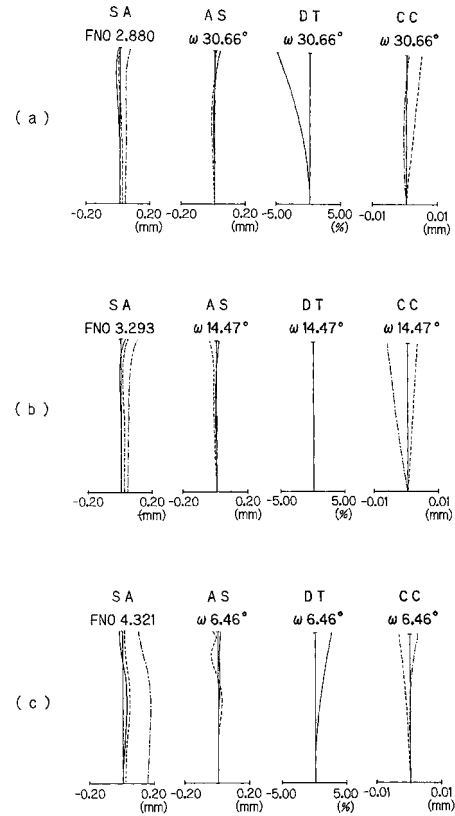 SA AS DT CC
FNO 2.880 ω 30.66° ω 30.66° ω 30.66°
(a)
-0.20 0.20 -0.20 0.20 -5.00 5.00 -0.01 0.01
(mm) (mm) (%) (mm)
SA AS DT CC
FNO 3.293 ω 14.47° ω 14.47° ω 14.47°
(b)
-0.20 0.20 -0.20 0.20 -5.00 5.00 -0.01 0.01
(mm) (mm) (%) (mm)
SA AS DT CC
FNO 4.321 ω 6.46° ω 6.46° ω 6.46°
(c)
-0.20 0.20 -0.20 0.20 -5.00 5.00 -0.01 0.01
(mm) (mm) (%) (mm)